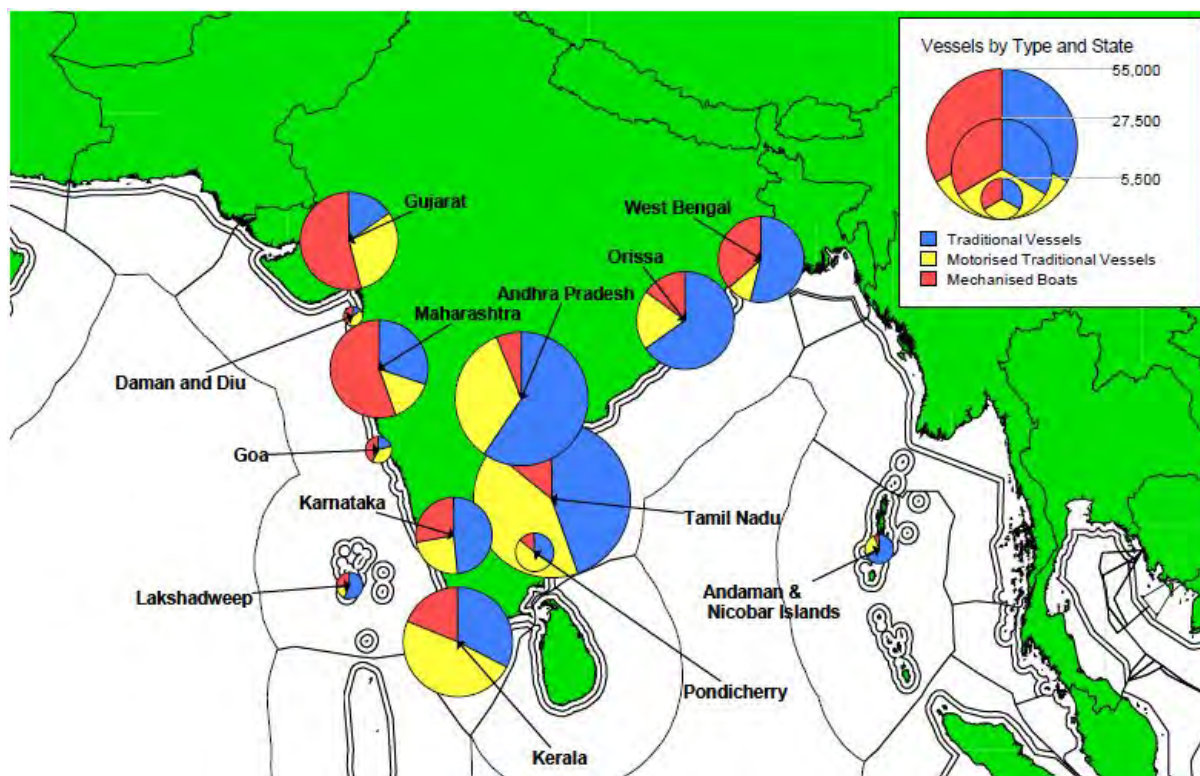 Vessels by Type and State
55,000
27,500
5,500
Traditional Vessels
Motorised Traditional Vessels
Mechanised Boats
Gujarat
West Bengal
Orissa
Andhra Pradesh
Maharashtra
Daman and Diu
Goa
Karnataka
Tamil Nadu
Lakshadweep
Andaman &
Nicobar Islands
Pondicherry
Kerala